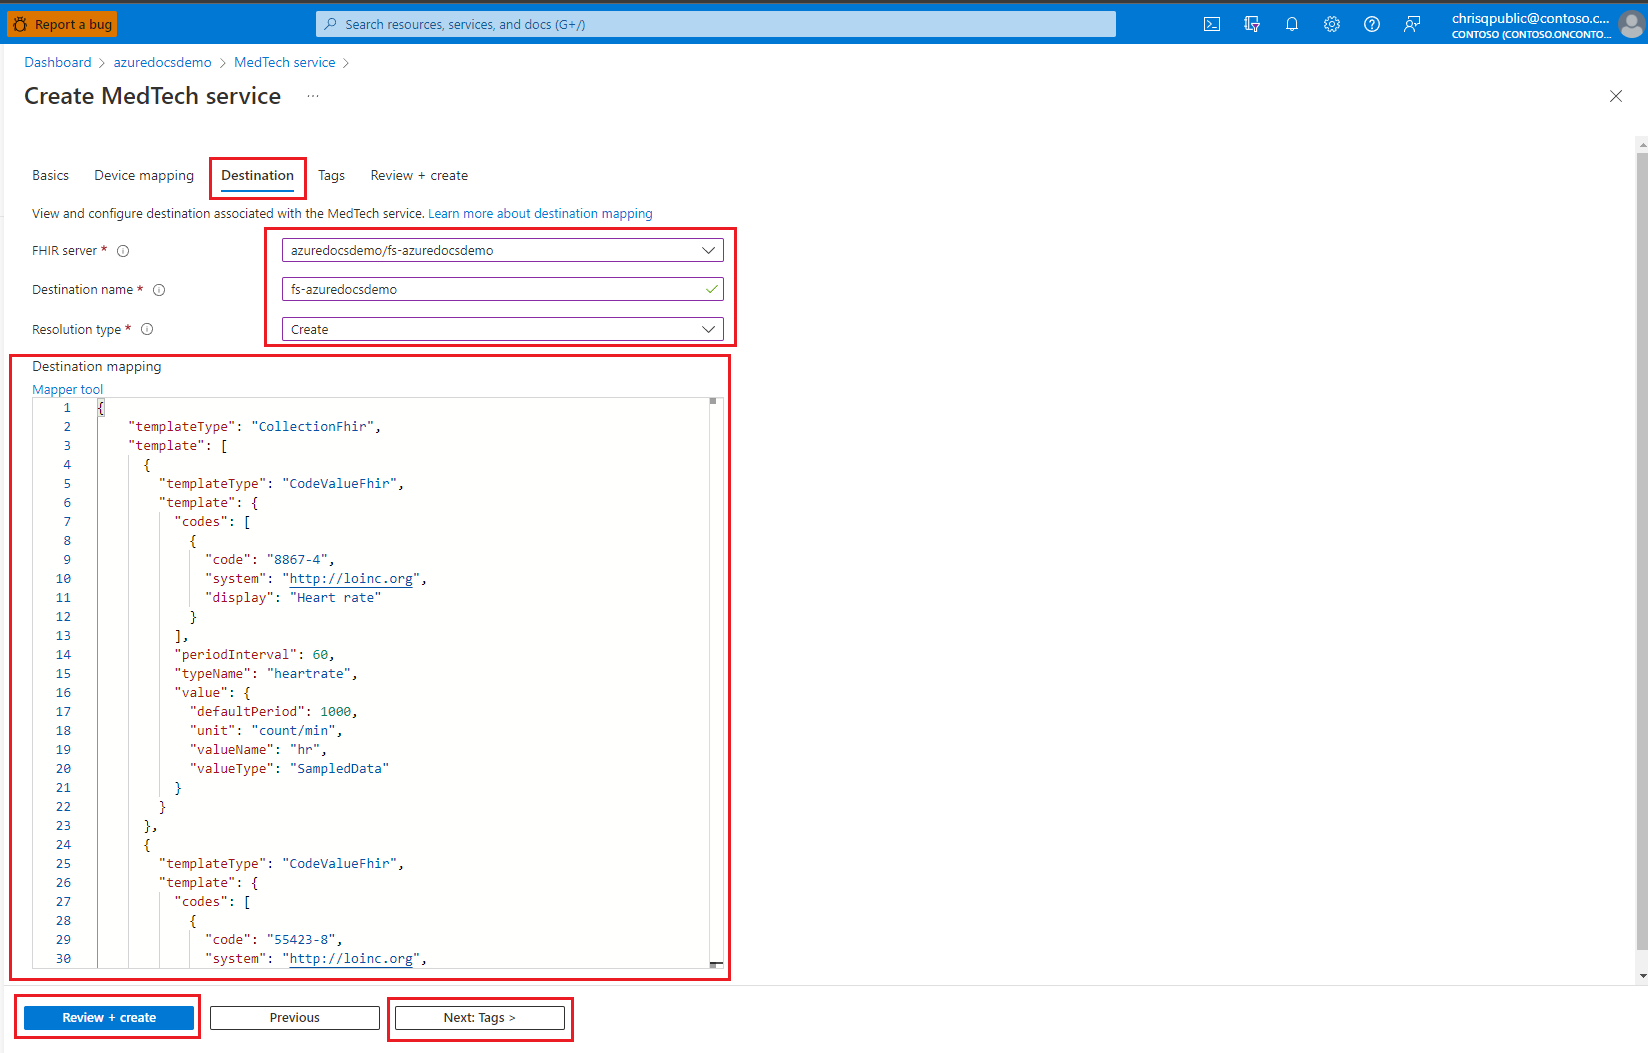 Report a bug
Search resources, services, and docs (G+/)
chrisqpublic@contoso.c...
CONTOSO (CONTOSO.ONCONTO...
Dashboard > azuredocsdemo > MedTech service >
Create MedTech service ...
Basics Device mapping Destination Tags Review + create
View and configure destination associated with the MedTech service. Learn more about destination mapping
FHIR server * azuredocsdemo/fs-azuredocsdemo
Destination name * fs-azuredocsdemo
Resolution type * Create
Destination mapping
Mapper tool
1 {
2 "templateType": "CollectionFhir",
3 "template": [
4 {
5 "templateType": "CodeValueFhir",
6 "template": {
7 "codes": [
8 {
9 "code": "8867-4",
10 "system": "http://loinc.org",
11 "display": "Heart rate"
12 }
13 ],
14 "periodInterval": 60,
15 "typeName": "heartrate",
16 "value": {
17 "defaultPeriod": 1000,
18 "unit": "count/min",
19 "valueName": "hr",
20 "valueType": "SampledData"
21 }
22 }
23 },
24 {
25 "templateType": "CodeValueFhir",
26 "template": {
27 "codes": [
28 {
29 "code": "55423-8",
30 "system": "http://loinc.org",
Review + create Previous Next: Tags >